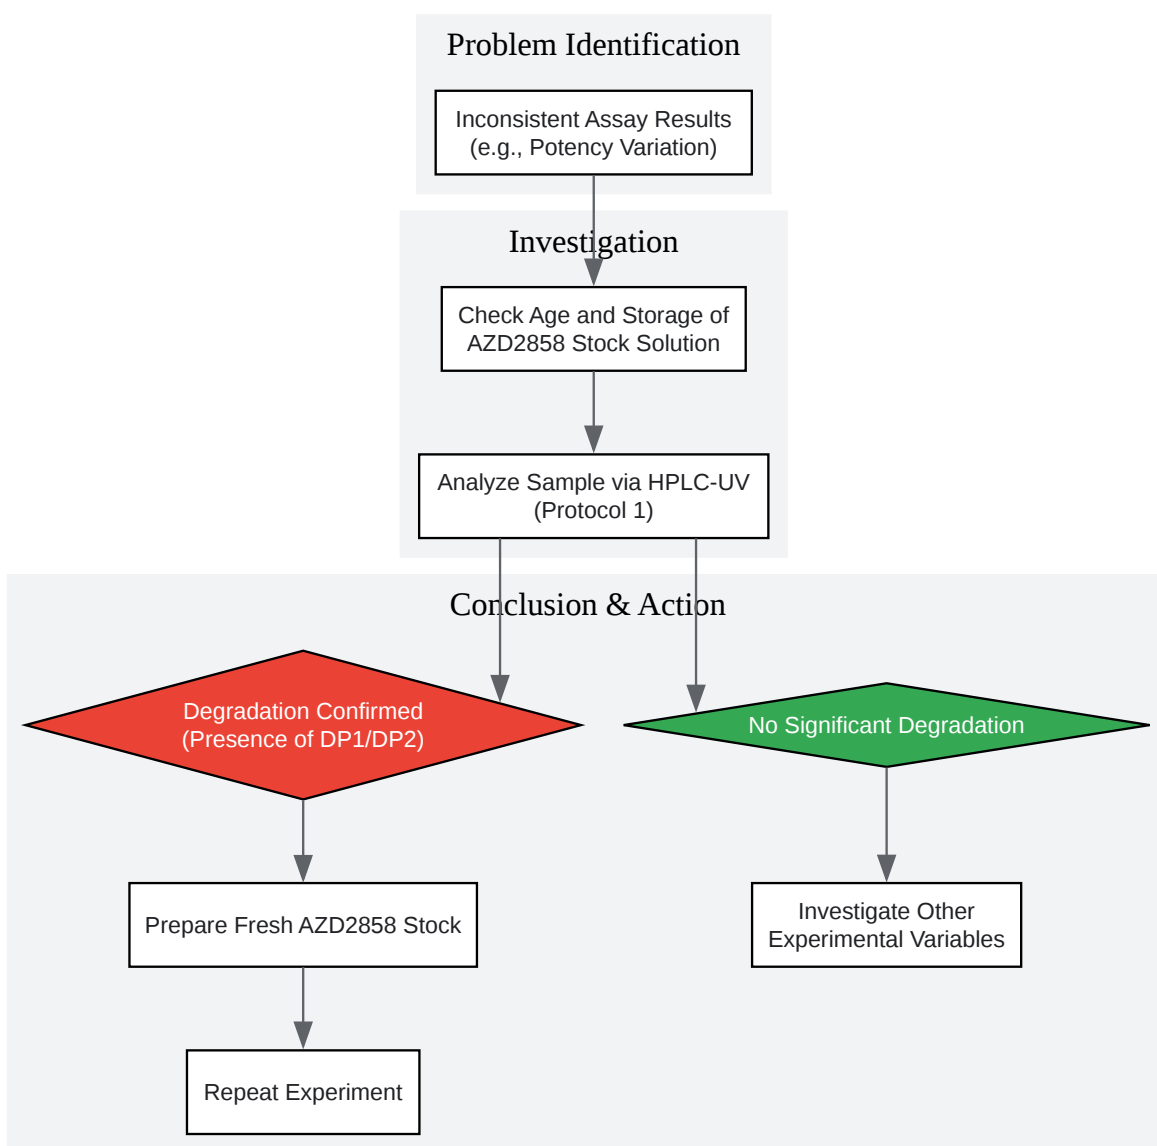 Problem Identification
Inconsistent Assay Results
(e.g., Potency Variation)
Investigation
Check Age and Storage of
AZD2858 Stock Solution
Analyze Sample via HPLC-UV
(Protocol 1)
Conclusion & Action
Degradation Confirmed
(Presence of DP1/DP2)
No Significant Degradation
Prepare Fresh AZD2858 Stock
Investigate Other
Experimental Variables
Repeat Experiment